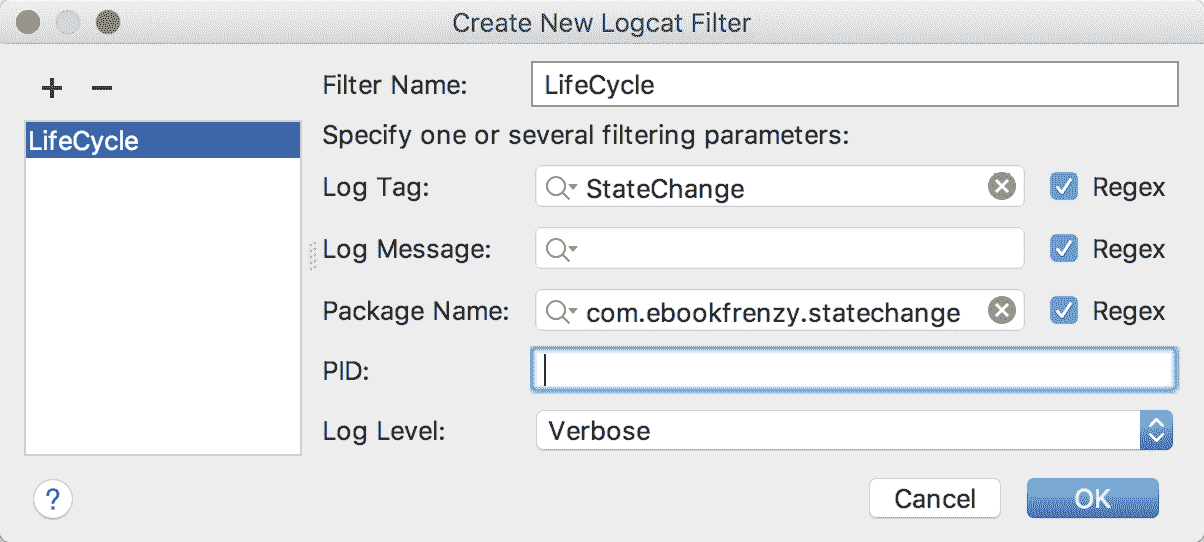 Create New Logcat Filter
+ −
LifeCycle
Filter Name: LifeCycle
Specify one or several filtering parameters:
Log Tag: StateChange Regex
Log Message: Regex
Package Name: com.ebookfrenzy.statechange Regex
PID:
Log Level: Verbose
? Cancel OK